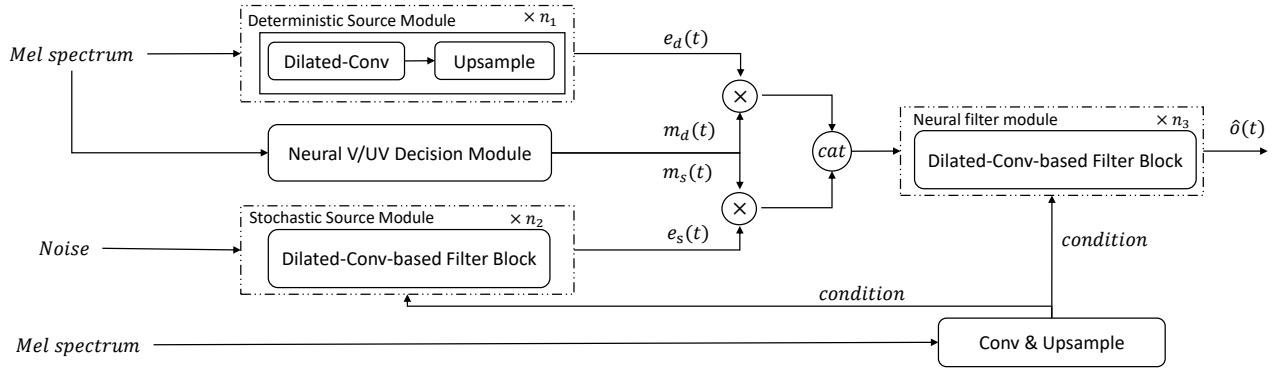 Deterministic Source Module × n₁
Mel spectrum
Dilated-Conv
Upsample
e_d(t)
×
Neural V/UV Decision Module
m_d(t)
m_s(t)
cat
Neural filter module × n₃
Dilated-Conv-based Filter Block
ô(t)
×
Stochastic Source Module × n₂
Noise
Dilated-Conv-based Filter Block
e_s(t)
condition
condition
Mel spectrum
Conv & Upsample